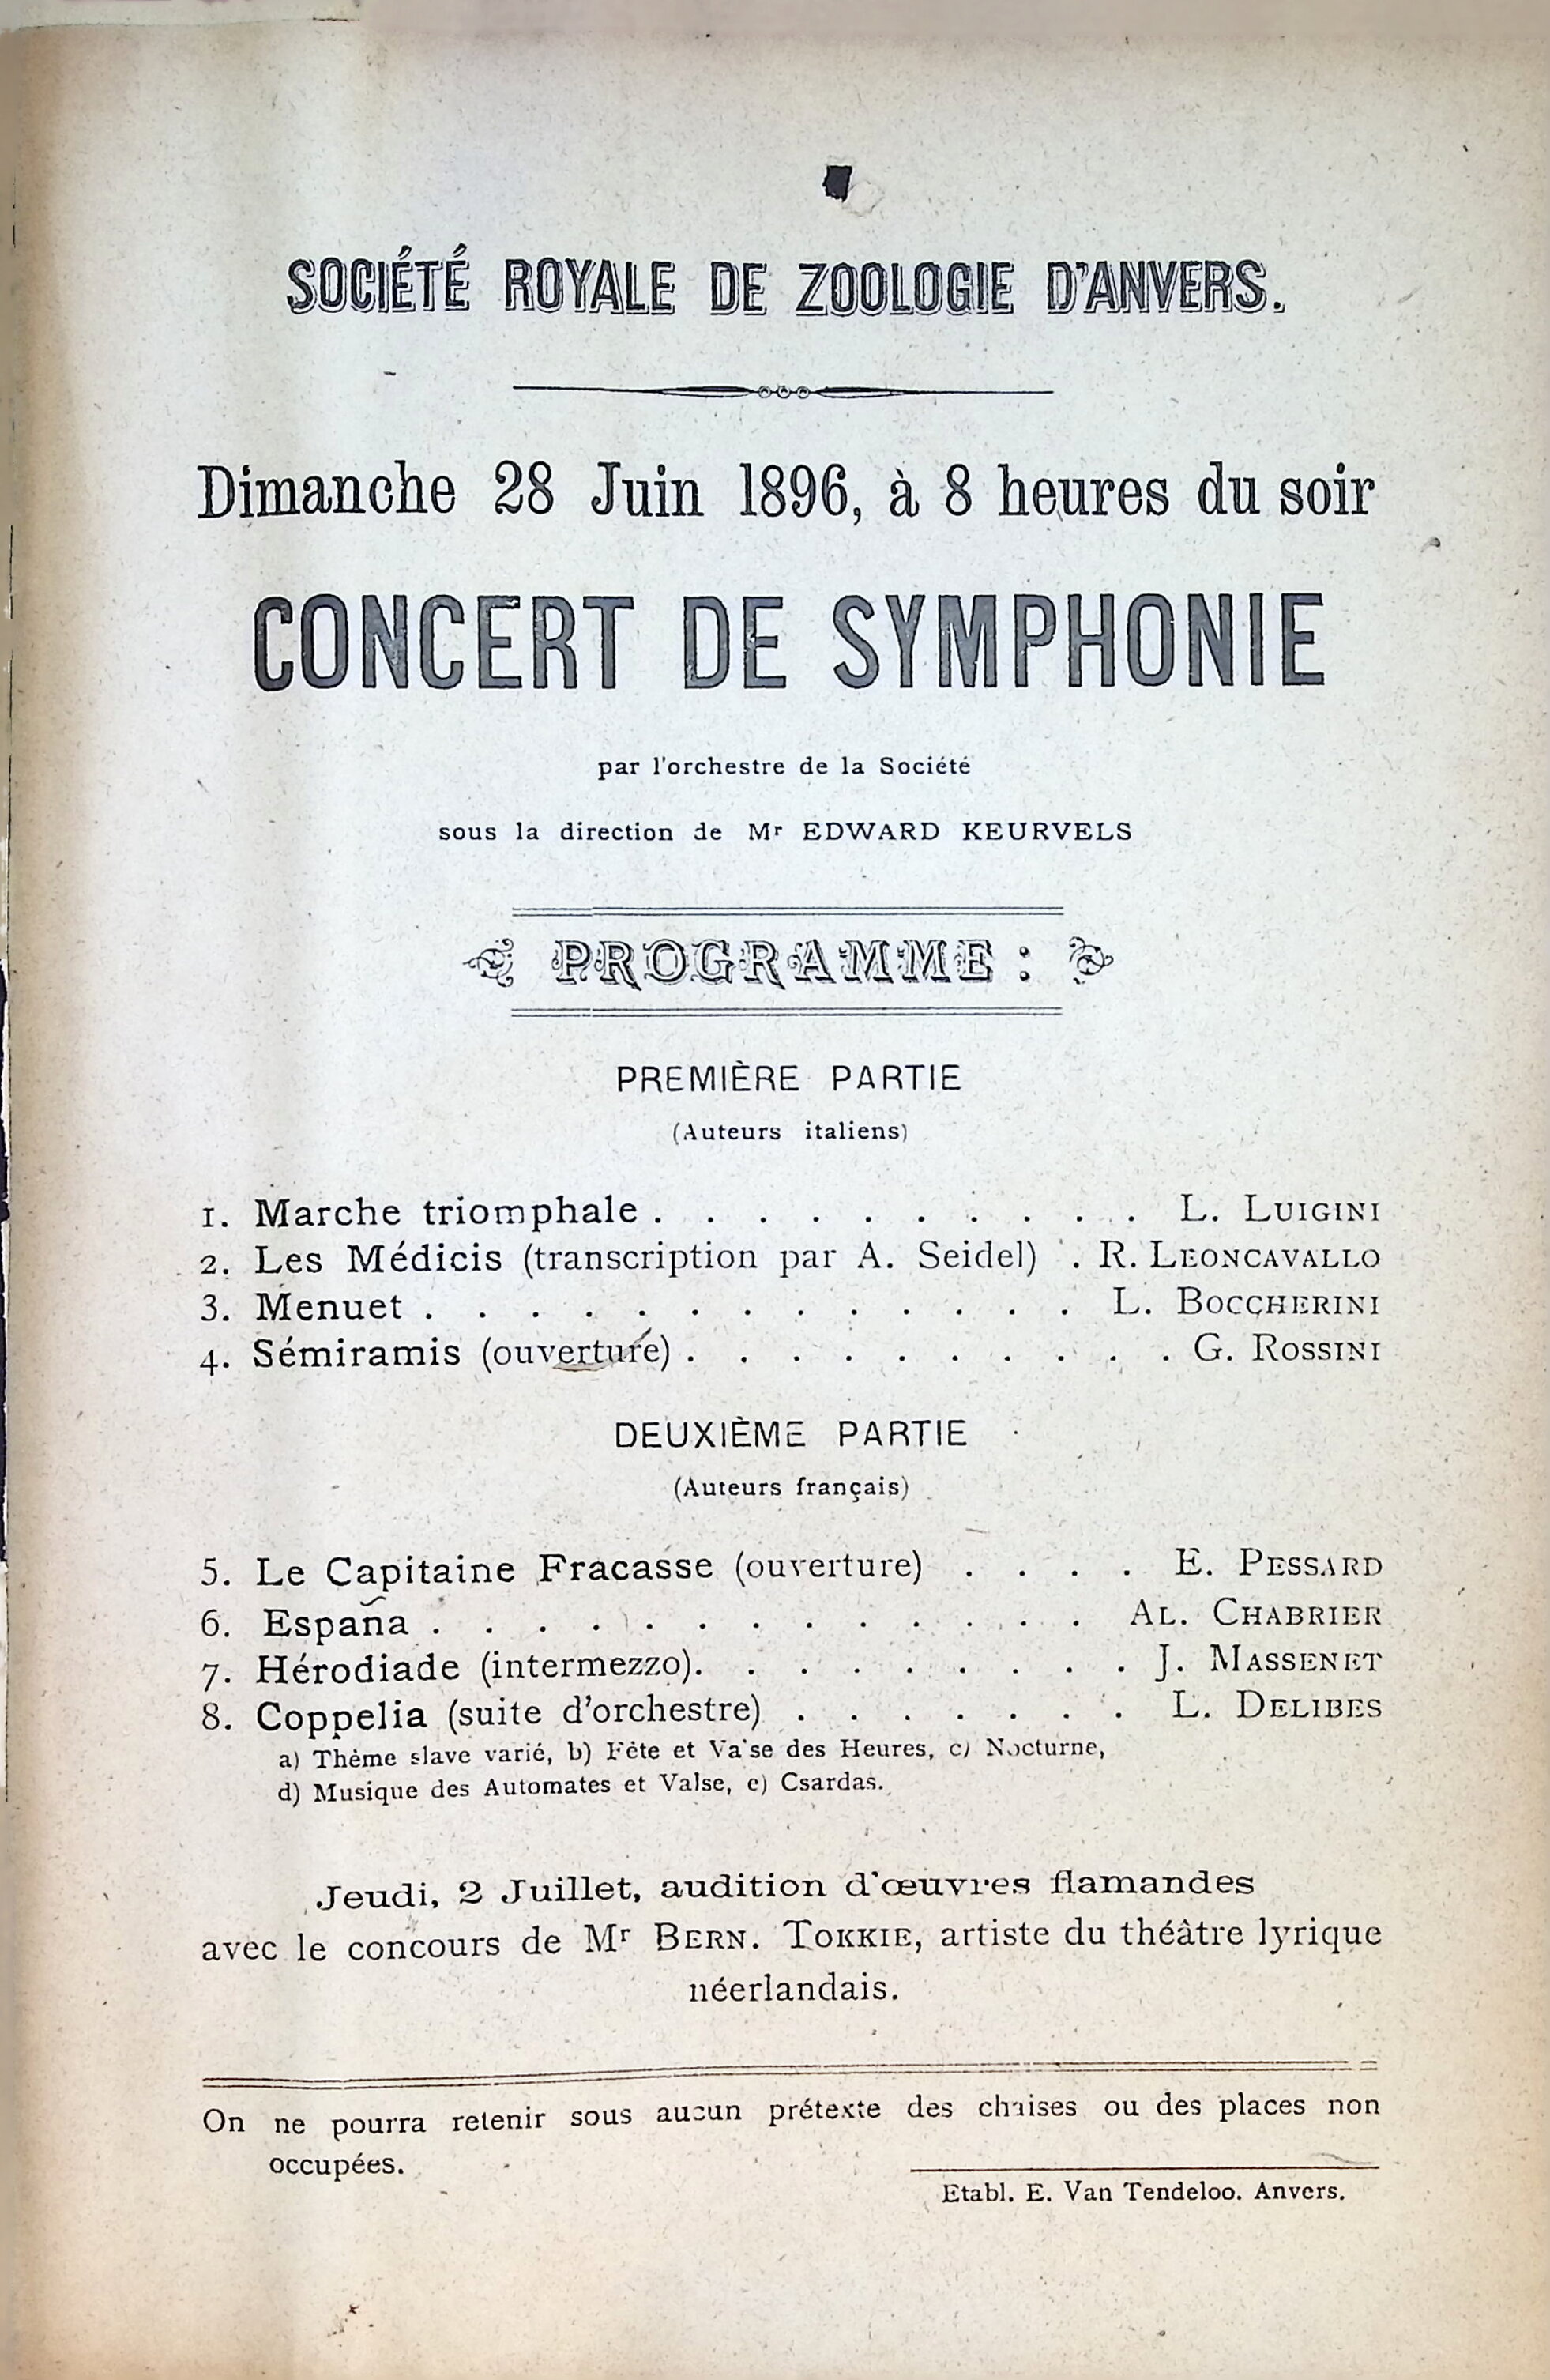 SOCIÉTÉ ROYALE DE ZOOLOGIE D'ANVERS.
Dimanche 28 Juin 1896, à 8 heures du soir
CONCERT DE SYMPHONIE
par l'orchestre de la Société
sous la direction de Mr EDWARD KEURVELS
PROGRAMME :
PREMIÈRE PARTIE
(Auteurs italiens)
1. Marche triomphale . . . . . . . . . . L. LUIGINI
2. Les Médicis (transcription par A. Seidel) . R. LEONCAVALLO
3. Menuet . . . . . . . . . . . . . L. BOCCHERINI
4. Sémiramis (ouverture) . . . . . . . . . . G. ROSSINI
DEUXIÈME PARTIE
(Auteurs français)
5. Le Capitaine Fracasse (ouverture) . . . . E. PESSARD
6. España . . . . . . . . . . . . . AL. CHABRIER
7. Hérodiade (intermezzo). . . . . . . . . J. MASSENET
8. Coppelia (suite d'orchestre) . . . . . . . L. DELIBES
a) Thème slave varié, b) Fête et Valse des Heures, c) Nocturne,
d) Musique des Automates et Valse, e) Csardas.
Jeudi, 2 Juillet, audition d'œuvres flamandes
avec le concours de Mr BERN. TOKKIE, artiste du théâtre lyrique
néerlandais.
On ne pourra retenir sous aucun prétexte des chaises ou des places non
occupées.
Etabl. E. Van Tendeloo. Anvers.